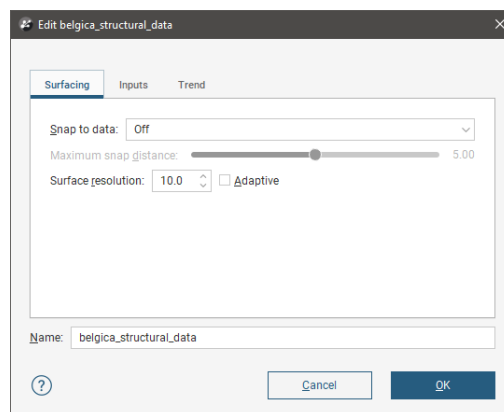 Edit belgica_structural_data
Surfacing Inputs Trend
Snap to data: Off
Maximum snap distance: 5.00
Surface resolution: 10.0 Adaptive
Name: belgica_structural_data
? Cancel OK